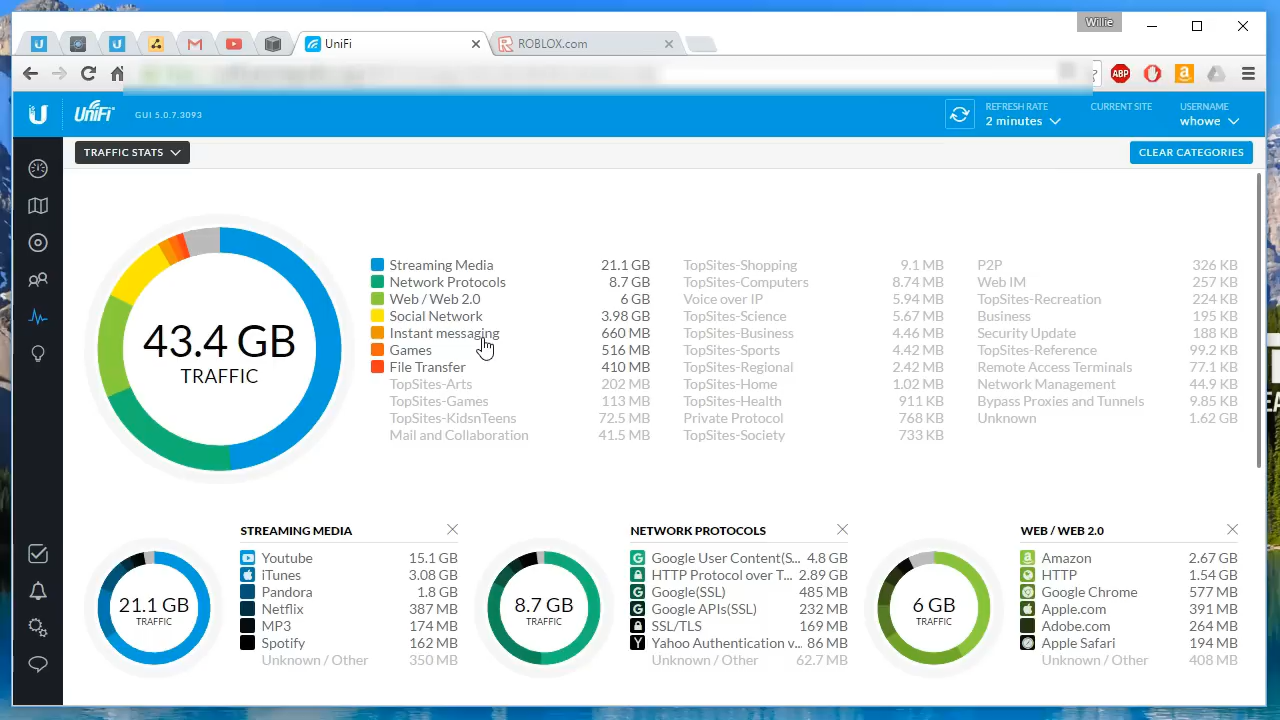 Willie
UniFi
ROBLOX.com
ABP
UniFi GUI 5.0.7.3093
REFRESH RATE
2 minutes
CURRENT SITE
USERNAME
whowe
TRAFFIC STATS
CLEAR CATEGORIES
43.4 GB
TRAFFIC
Streaming Media 21.1 GB
Network Protocols 8.7 GB
Web / Web 2.0 6 GB
Social Network 3.98 GB
Instant messaging 660 MB
Games 516 MB
File Transfer 410 MB
TopSites-Arts 202 MB
TopSites-Games 113 MB
TopSites-KidsnTeens 72.5 MB
Mail and Collaboration 41.5 MB
TopSites-Shopping 9.1 MB
TopSites-Computers 8.74 MB
Voice over IP 5.94 MB
TopSites-Science 5.67 MB
TopSites-Business 4.46 MB
TopSites-Sports 4.42 MB
TopSites-Regional 2.42 MB
TopSites-Home 1.02 MB
TopSites-Health 911 KB
Private Protocol 768 KB
TopSites-Society 733 KB
P2P 326 KB
Web IM 257 KB
TopSites-Recreation 224 KB
Business 195 KB
Security Update 188 KB
TopSites-Reference 99.2 KB
Remote Access Terminals 77.1 KB
Network Management 44.9 KB
Bypass Proxies and Tunnels 9.85 KB
Unknown 1.62 GB
STREAMING MEDIA
21.1 GB
TRAFFIC
Youtube 15.1 GB
iTunes 3.08 GB
Pandora 1.8 GB
Netflix 387 MB
MP3 174 MB
Spotify 162 MB
Unknown / Other 350 MB
NETWORK PROTOCOLS
8.7 GB
TRAFFIC
Google User Content(S... 4.8 GB
HTTP Protocol over T... 2.89 GB
Google(SSL) 485 MB
Google APIs(SSL) 232 MB
SSL/TLS 169 MB
Yahoo Authentication v... 86 MB
Unknown / Other 62.7 MB
WEB / WEB 2.0
6 GB
TRAFFIC
Amazon 2.67 GB
HTTP 1.54 GB
Google Chrome 577 MB
Apple.com 391 MB
Adobe.com 264 MB
Apple Safari 194 MB
Unknown / Other 408 MB